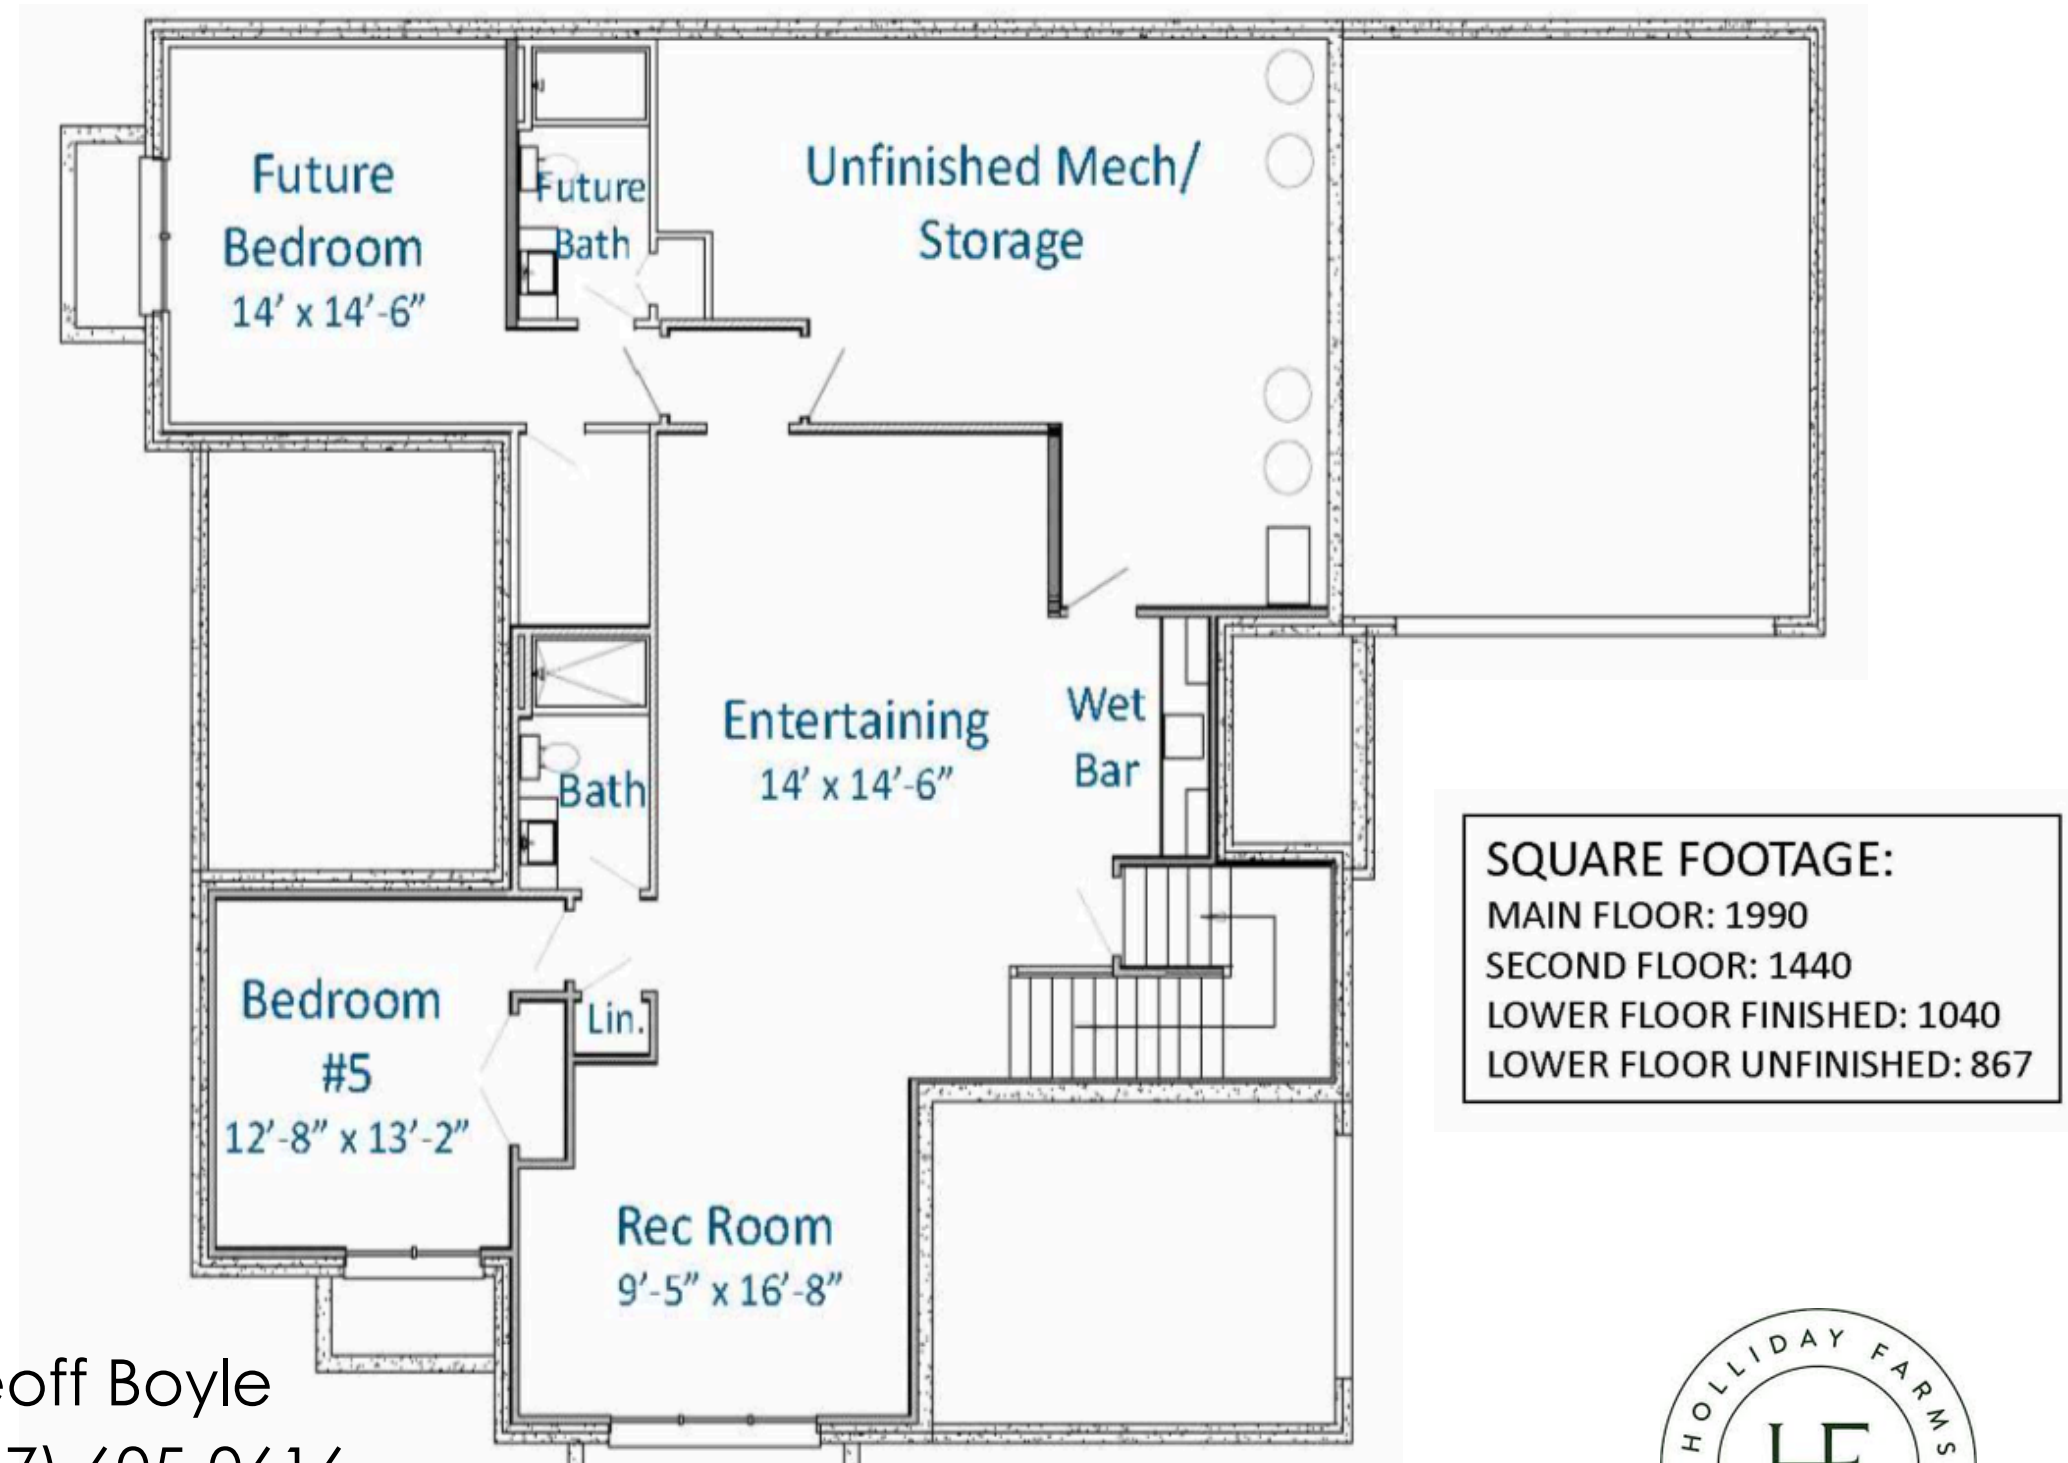 Future
Bedroom
14’ x 14’-6”
Future
Bath
Unfinished Mech/
Storage
Entertaining
14’ x 14’-6”
Wet
Bar
Bath
Bedroom
#5
12’-8” x 13’-2”
Lin.
Rec Room
9’-5” x 16’-8”
SQUARE FOOTAGE:
MAIN FLOOR: 1990
SECOND FLOOR: 1440
LOWER FLOOR FINISHED: 1040
LOWER FLOOR UNFINISHED: 867
Boyle
HOLLIDAY FARMS
HF